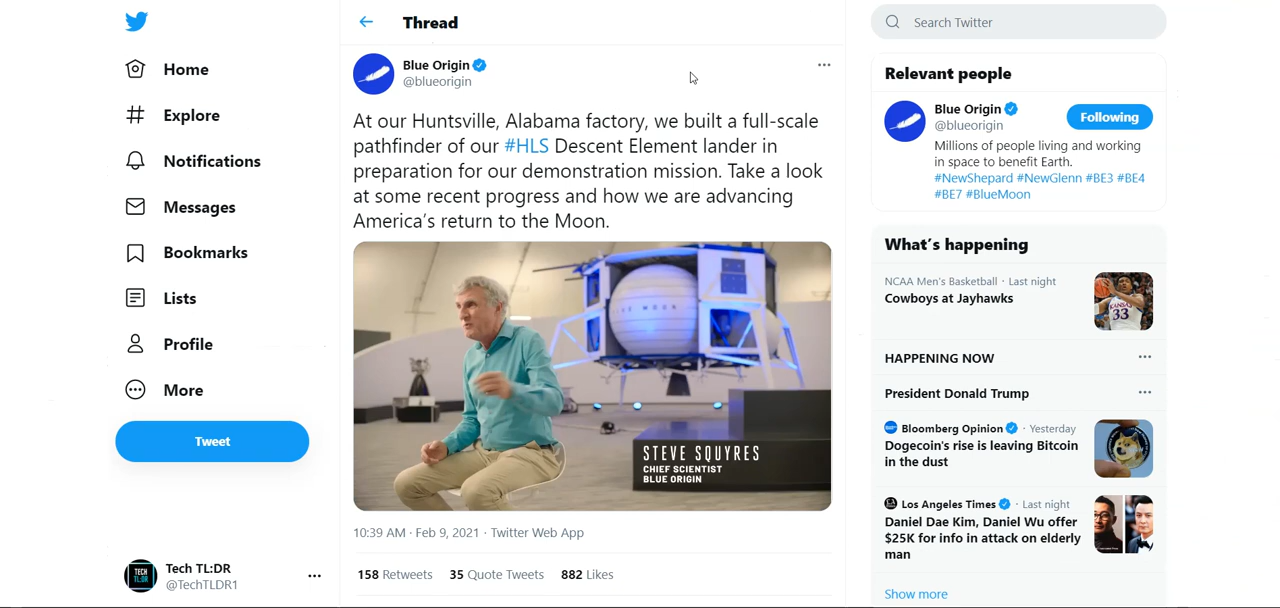 Home
Explore
Notifications
Messages
Bookmarks
Lists
Profile
More
Tweet
Tech TL:DR
@TechTLDR1
TECH
TL:DR
Thread
Blue Origin
@blueorigin
At our Huntsville, Alabama factory, we built a full-scale
pathfinder of our #HLS Descent Element lander in
preparation for our demonstration mission. Take a look
at some recent progress and how we are advancing
America's return to the Moon.
BLUE MOON
STEVE SQUYRES
CHIEF SCIENTIST
BLUE ORIGIN
10:39 AM · Feb 9, 2021 · Twitter Web App
158 Retweets 35 Quote Tweets 882 Likes
Search Twitter
Relevant people
Blue Origin
@blueorigin
Following
Millions of people living and working
in space to benefit Earth.
#NewShepard #NewGlenn #BE3 #BE4
#BE7 #BlueMoon
What's happening
NCAA Men's Basketball · Last night
Cowboys at Jayhawks
KANSAS
33
HAPPENING NOW
President Donald Trump
Bloomberg Opinion · Yesterday
Dogecoin's rise is leaving Bitcoin
in the dust
Los Angeles Times · Last night
Daniel Dae Kim, Daniel Wu offer
$25K for info in attack on elderly
man
Show more